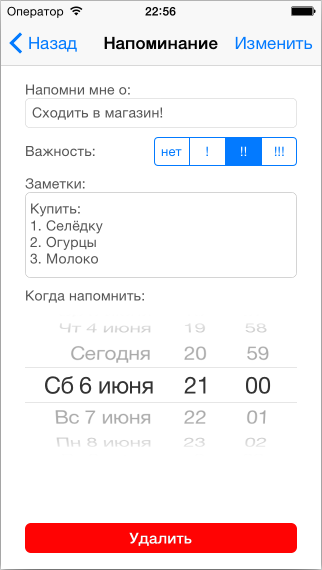 Оператор 22:56
Назад Напоминание Изменить
Напомни мне о:
Сходить в магазин!
Важность: нет ! !! !!!
Заметки:
Купить:
1. Селёдку
2. Огурцы
3. Молоко
Когда напомнить:
Чт 4 июня 19 58
Сегодня 20 59
Сб 6 июня 21 00
Вс 7 июня 22 01
Пн 8 июня 23 02
Удалить